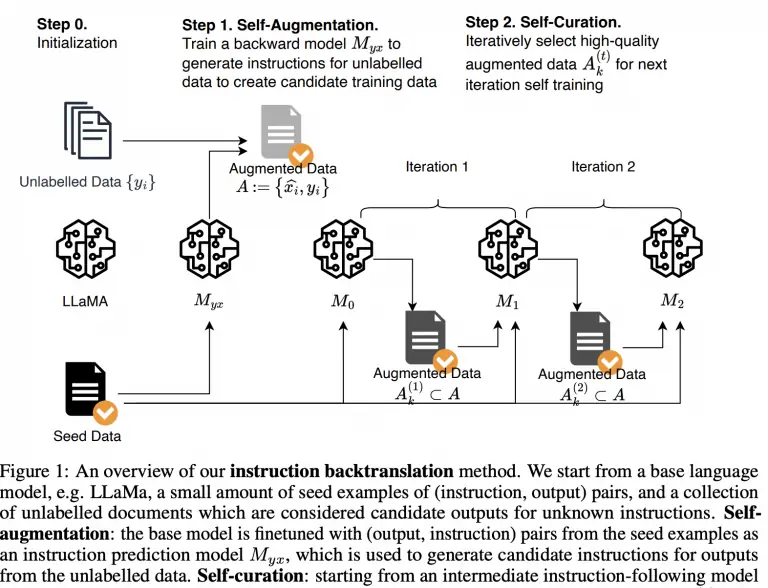 Step 0.
Initialization
Step 1. Self-Augmentation.
Train a backward model M_{yx} to
generate instructions for unlabelled
data to create candidate training data
Step 2. Self-Curation.
Iteratively select high-quality
augmented data A_k^{(t)} for next
iteration self training
Unlabelled Data {y_i}
Augmented Data
A := {x̂_i, y_i}
Iteration 1
Iteration 2
LLaMA
M_{yx}
M_0
M_1
M_2
Augmented Data
A_k^{(1)} ⊂ A
Augmented Data
A_k^{(2)} ⊂ A
Seed Data
Figure 1: An overview of our instruction backtranslation method. We start from a base language
model, e.g. LLaMa, a small amount of seed examples of (instruction, output) pairs, and a collection
of unlabelled documents which are considered candidate outputs for unknown instructions. Self-
augmentation: the base model is finetuned with (output, instruction) pairs from the seed examples as
an instruction prediction model M_{yx}, which is used to generate candidate instructions for outputs
from the unlabelled data. Self-curation: starting from an intermediate instruction-following model